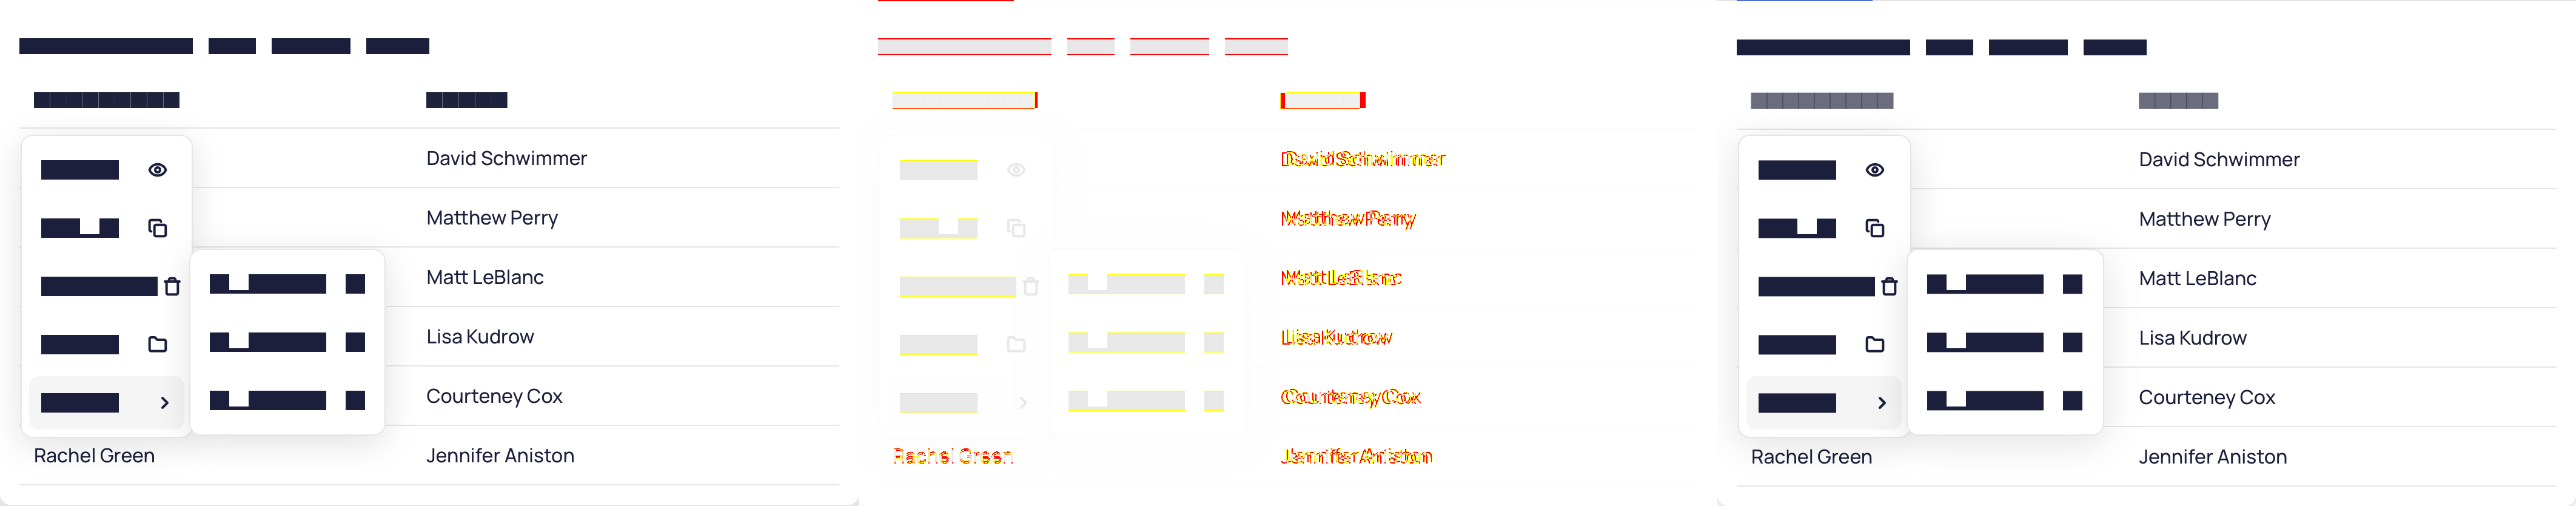 David Schwimmer
Matthew Perry
Matt LeBlanc
Lisa Kudrow
Courteney Cox
Rachel Green Jennifer Aniston
David Schwimmer
Matthew Perry
Matt LeBlanc
Lisa Kudrow
Courteney Cox
Rachel Green Jennifer Aniston
David Schwimmer
Matthew Perry
Matt LeBlanc
Lisa Kudrow
Courteney Cox
Rachel Green Jennifer Aniston